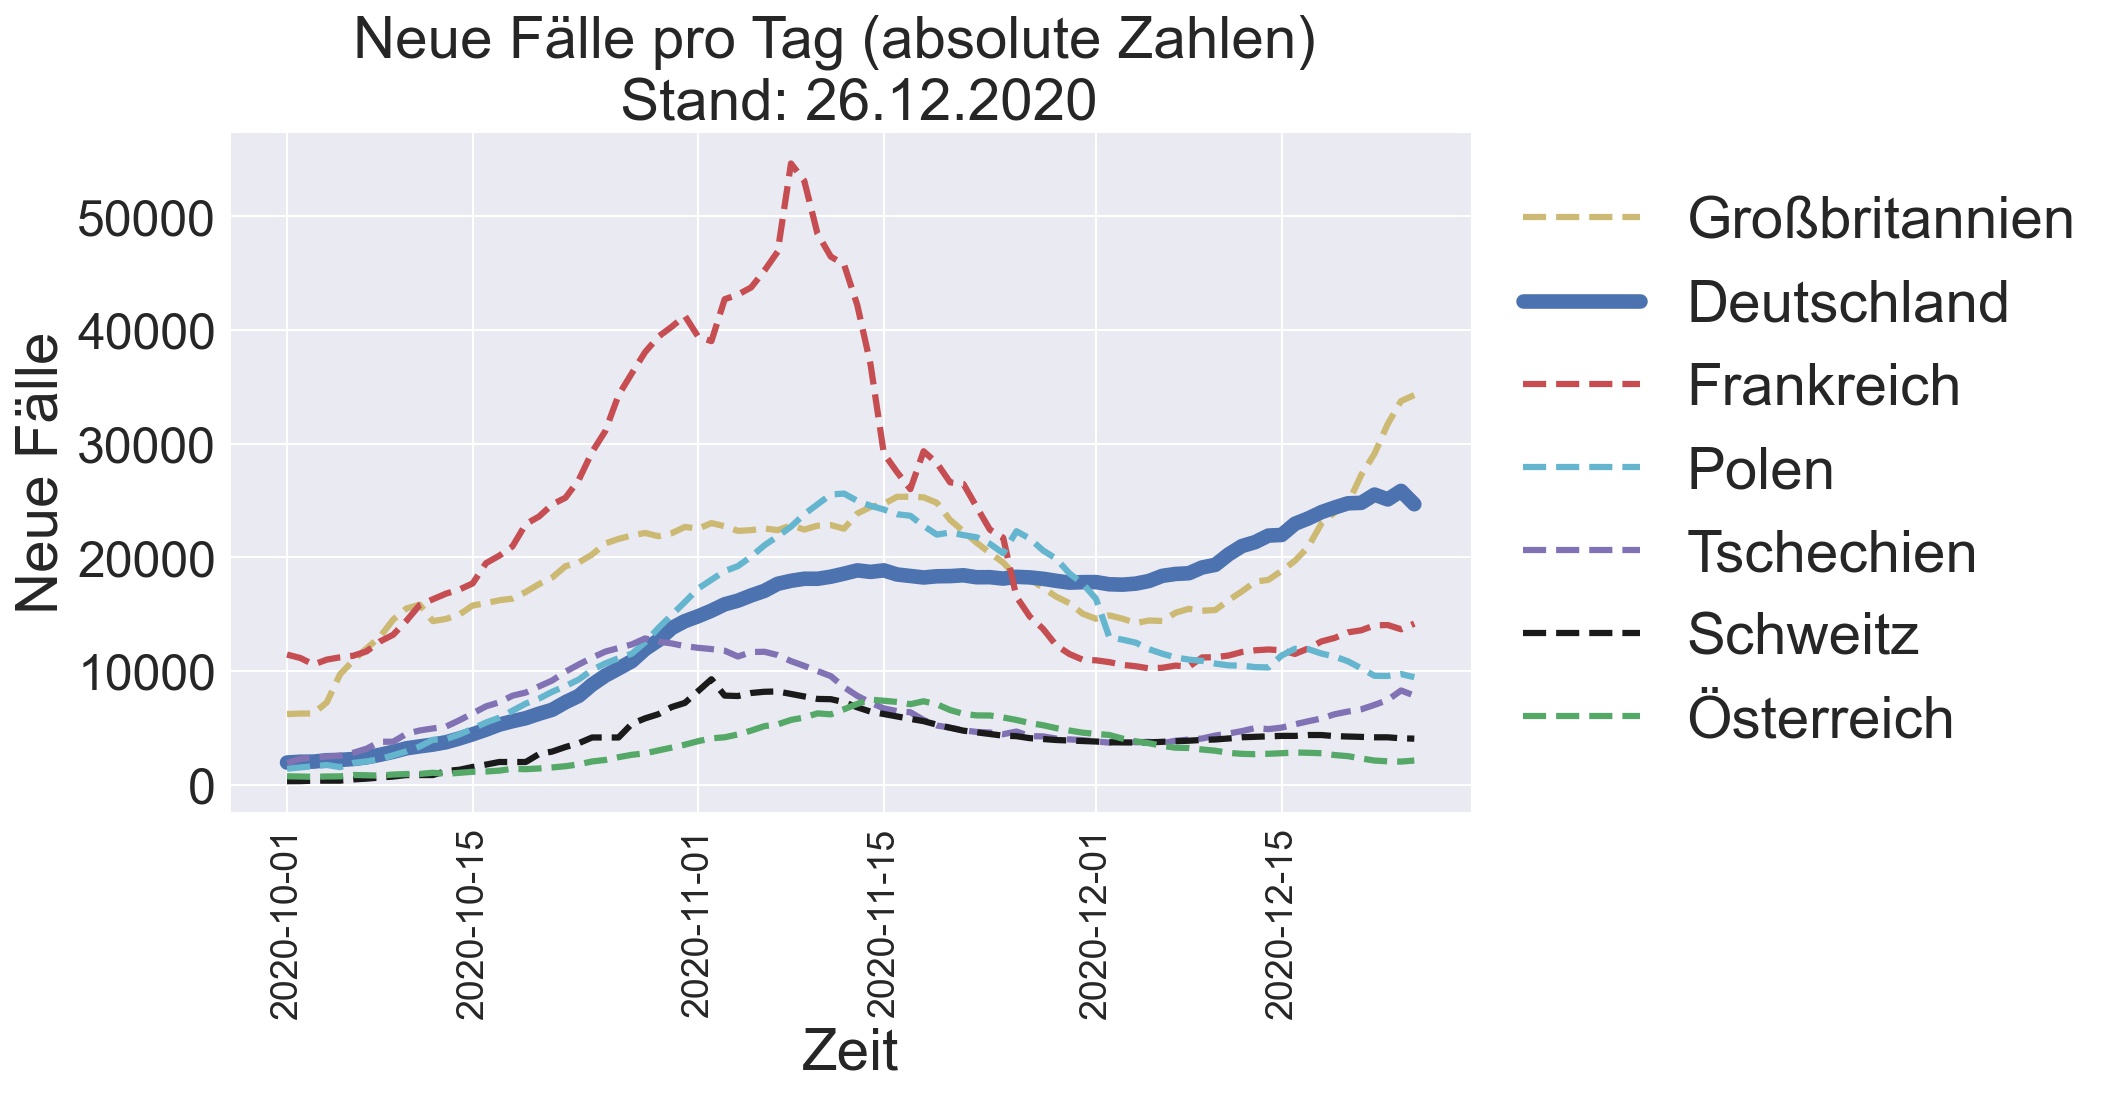 Neue Fälle pro Tag (absolute Zahlen)
Stand: 26.12.2020
Neue Fälle
50000
40000
30000
20000
10000
0
2020-10-01
2020-10-15
2020-11-01
2020-11-15
2020-12-01
2020-12-15
Zeit
Großbritannien
Deutschland
Frankreich
Polen
Tschechien
Schweitz
Österreich